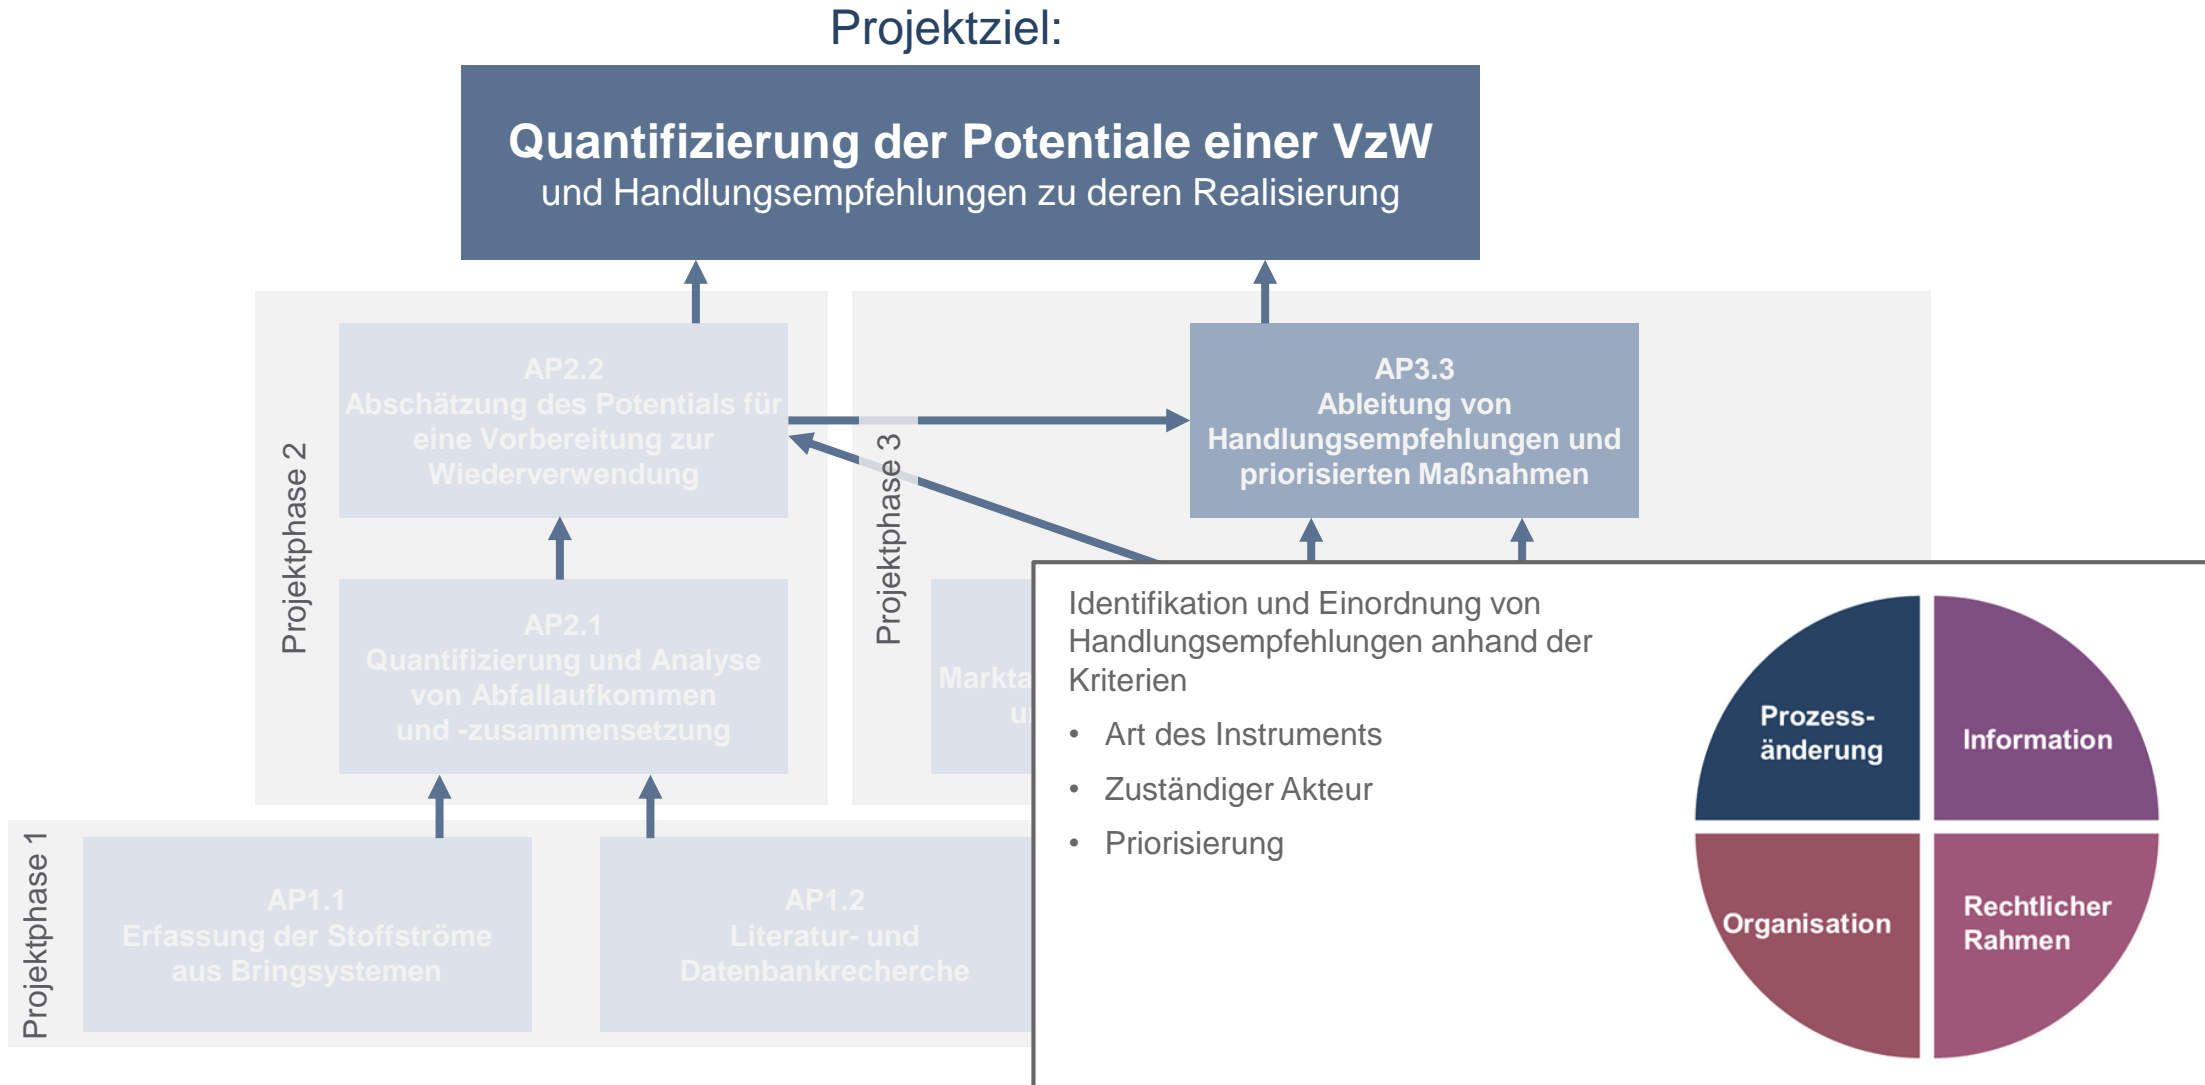 Projektziel:
Quantifizierung der Potentiale einer VzW
und Handlungsempfehlungen zu deren Realisierung
Projektphase 2
AP2.2
Abschätzung des Potentials für
eine Vorbereitung zur
Wiederverwendung
AP2.1
Quantifizierung und Analyse
von Abfallaufkommen
und -zusammensetzung
Projektphase 3
AP3.3
Ableitung von
Handlungsempfehlungen und
priorisierten Maßnahmen
Projektphase 1
AP1.1
Erfassung der Stoffströme
aus Bringsystemen
AP1.2
Literatur- und
Datenbankrecherche
Identifikation und Einordnung von
Handlungsempfehlungen anhand der
Kriterien
• Art des Instruments
• Zuständiger Akteur
• Priorisierung
Prozess-
änderung
Information
Organisation
Rechtlicher
Rahmen